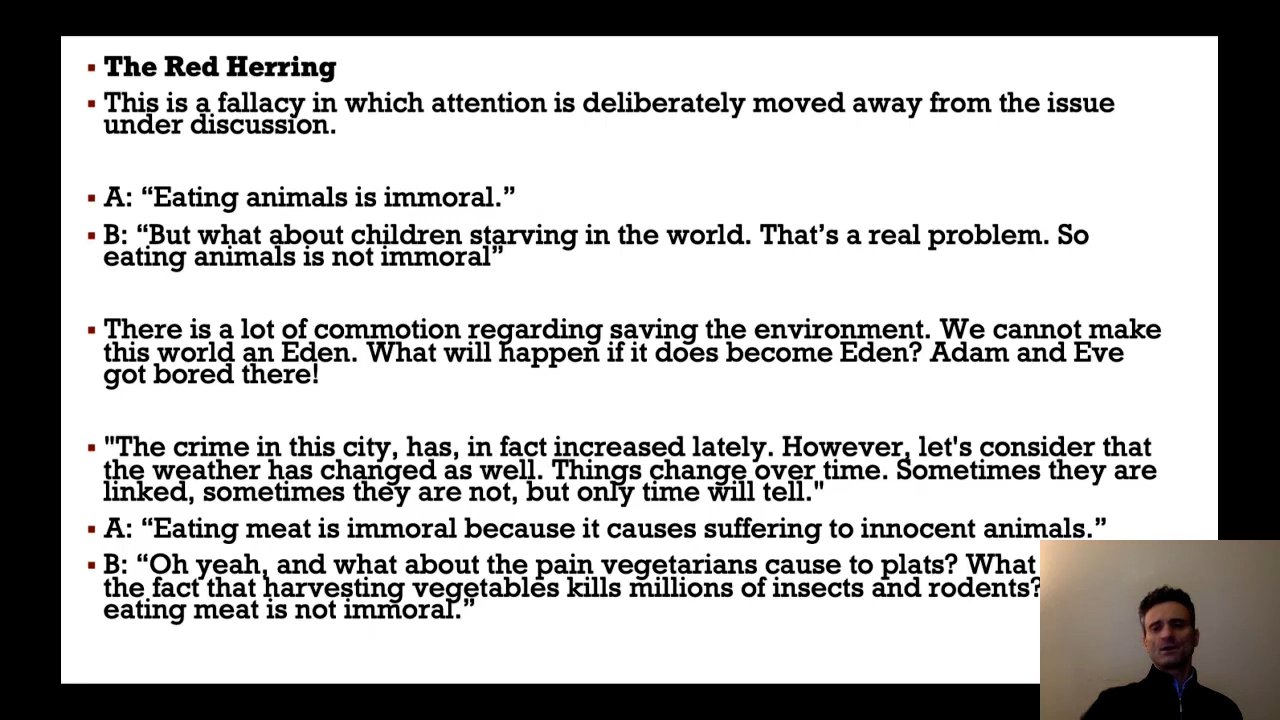 The Red Herring
This is a fallacy in which attention is deliberately moved away from the issue
under discussion.
A: “Eating animals is immoral.”
B: “But what about children starving in the world. That’s a real problem. So
eating animals is not immoral”
There is a lot of commotion regarding saving the environment. We cannot make
this world an Eden. What will happen if it does become Eden? Adam and Eve
got bored there!
"The crime in this city, has, in fact increased lately. However, let's consider that
the weather has changed as well. Things change over time. Sometimes they are
linked, sometimes they are not, but only time will tell."
A: “Eating meat is immoral because it causes suffering to innocent animals.”
B: “Oh yeah, and what about the pain vegetarians cause to plats? What
the fact that harvesting vegetables kills millions of insects and rodents?
eating meat is not immoral.”